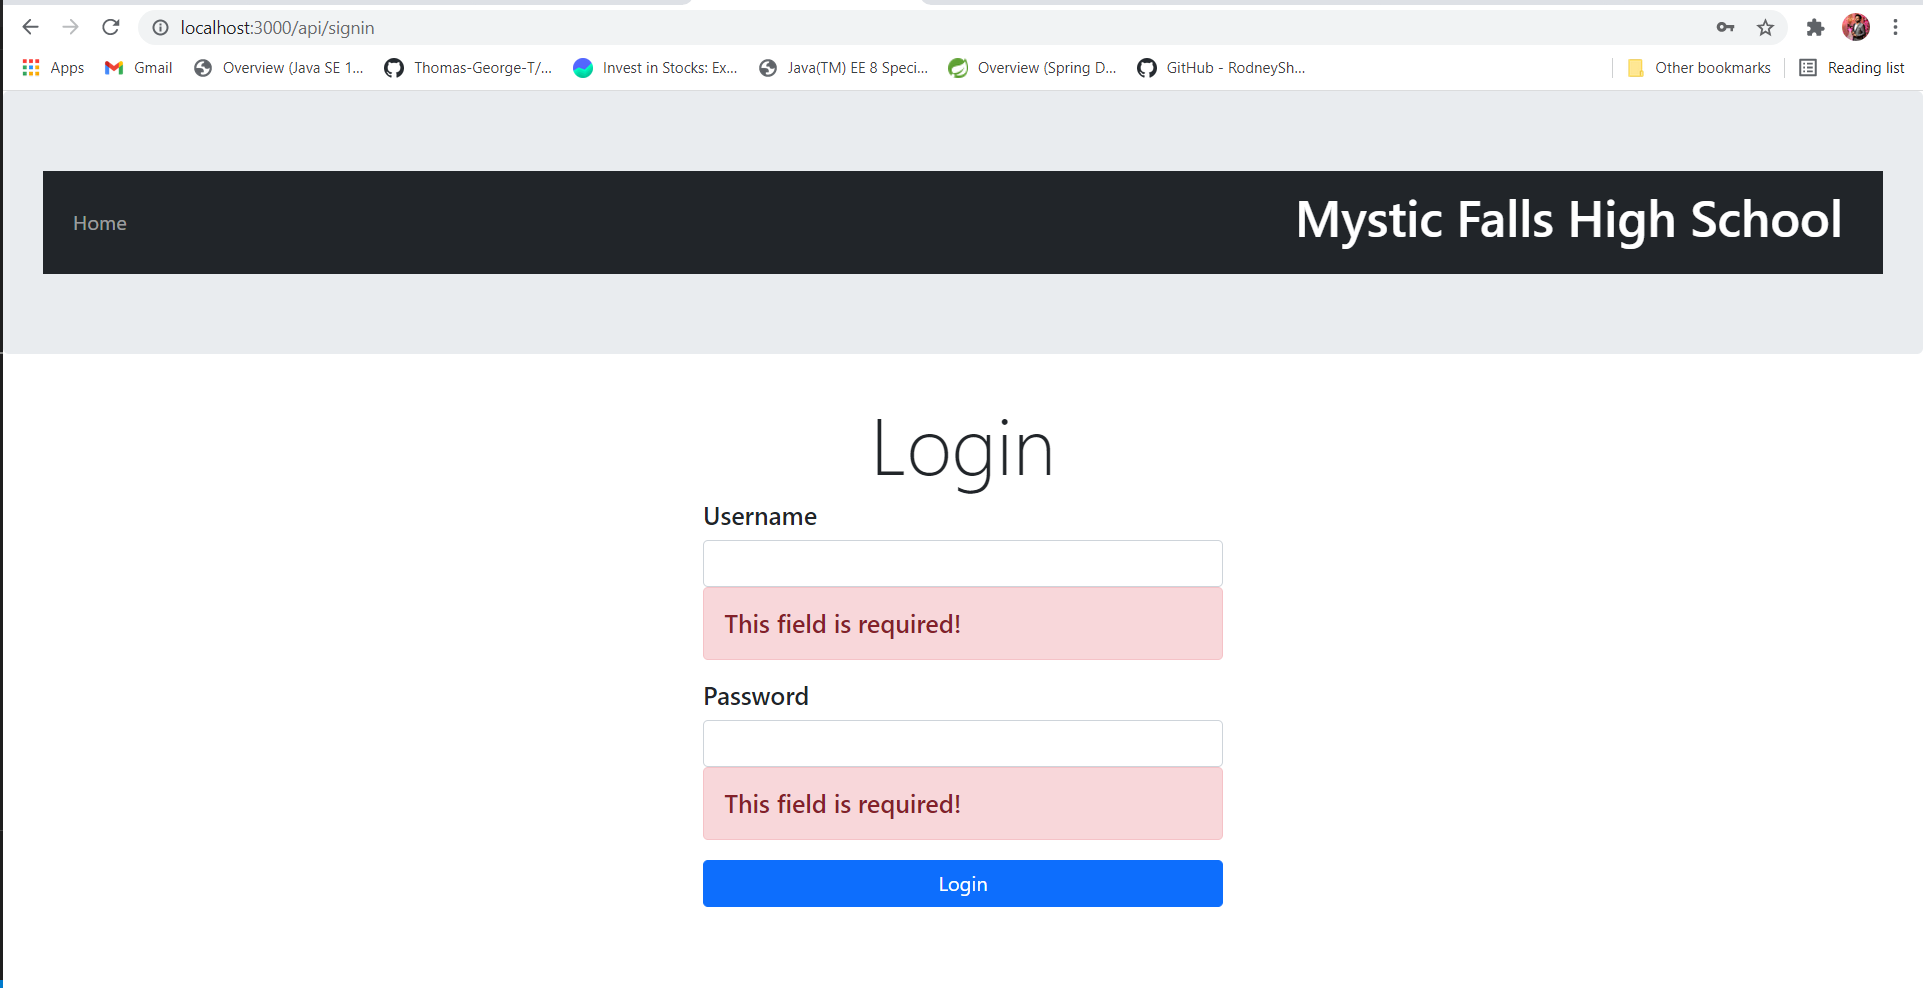 localhost:3000/api/signin
Apps Gmail Overview (Java SE 1... Thomas-George-T/... Invest in Stocks: Ex... Java(TM) EE 8 Speci... Overview (Spring D... GitHub - RodneySh... Other bookmarks Reading list
Home Mystic Falls High School
Login
Username
This field is required!
Password
This field is required!
Login